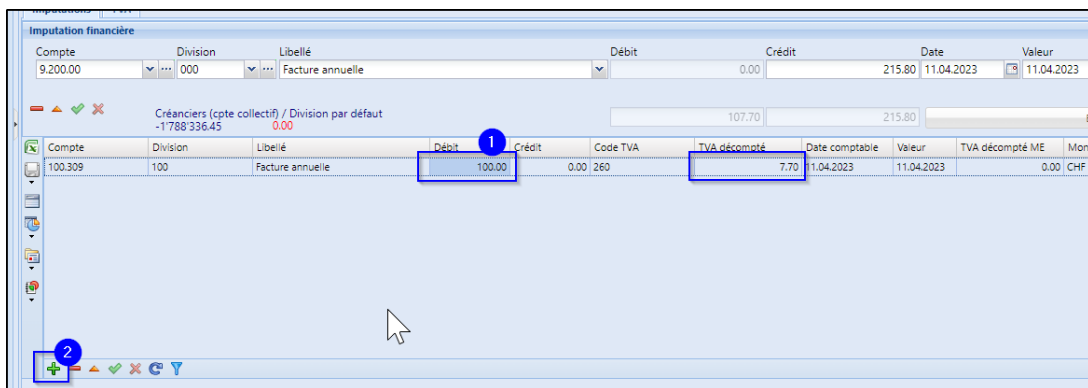 Imputations TVA
Imputation financière
Compte Division Libellé Débit Crédit Date Valeur
9.200.00 000 Facture annuelle 0.00 215.80 11.04.2023 11.04.2023
Créanciers (cpte collectif) / Division par défaut 107.70 215.80
-1'788'336.45 0.00
1
Compte Division Libellé Débit Crédit Code TVA TVA décompté Date comptable Valeur TVA décompté ME Mon
100.309 100 Facture annuelle 100.00 0.00 260 7.70 11.04.2023 11.04.2023 0.00 CHF
2